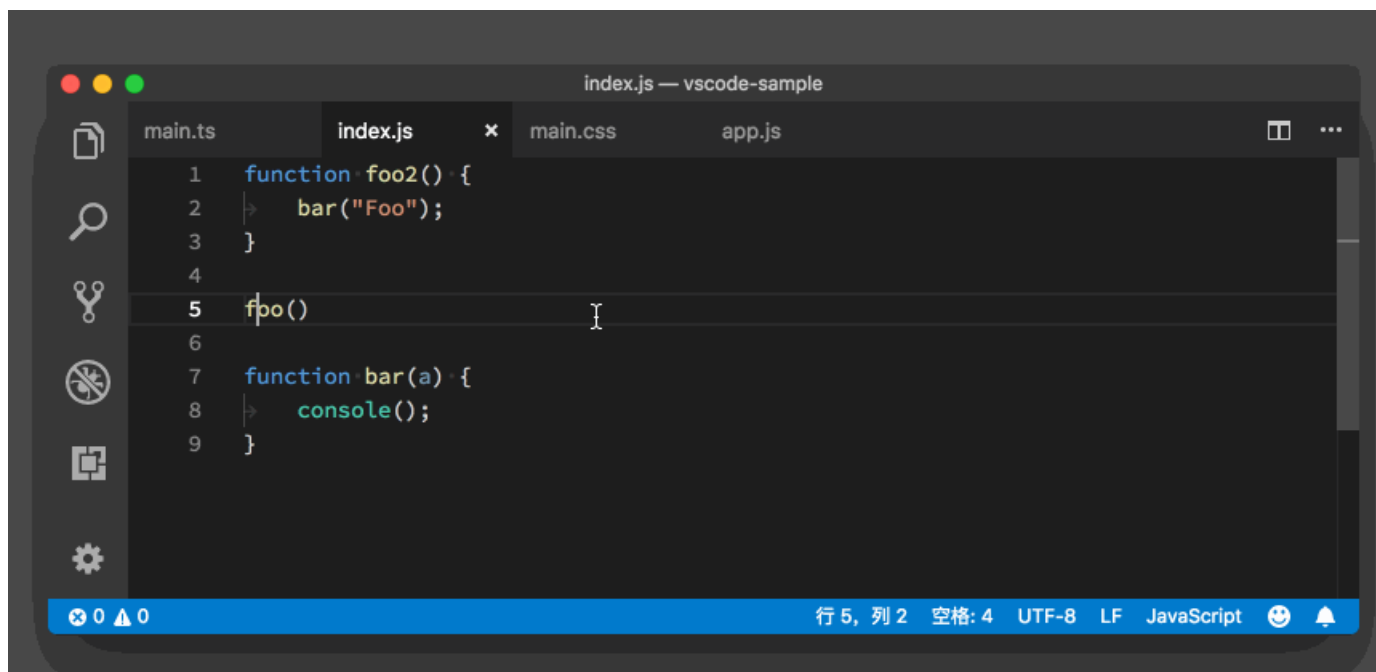 index.js — vscode-sample
main.ts index.js × main.css app.js
1 function foo2() {
2 bar("Foo");
3 }
4
5 foo()
6
7 function bar(a) {
8 console();
9 }
0 0 行 5，列 2 空格: 4 UTF-8 LF JavaScript